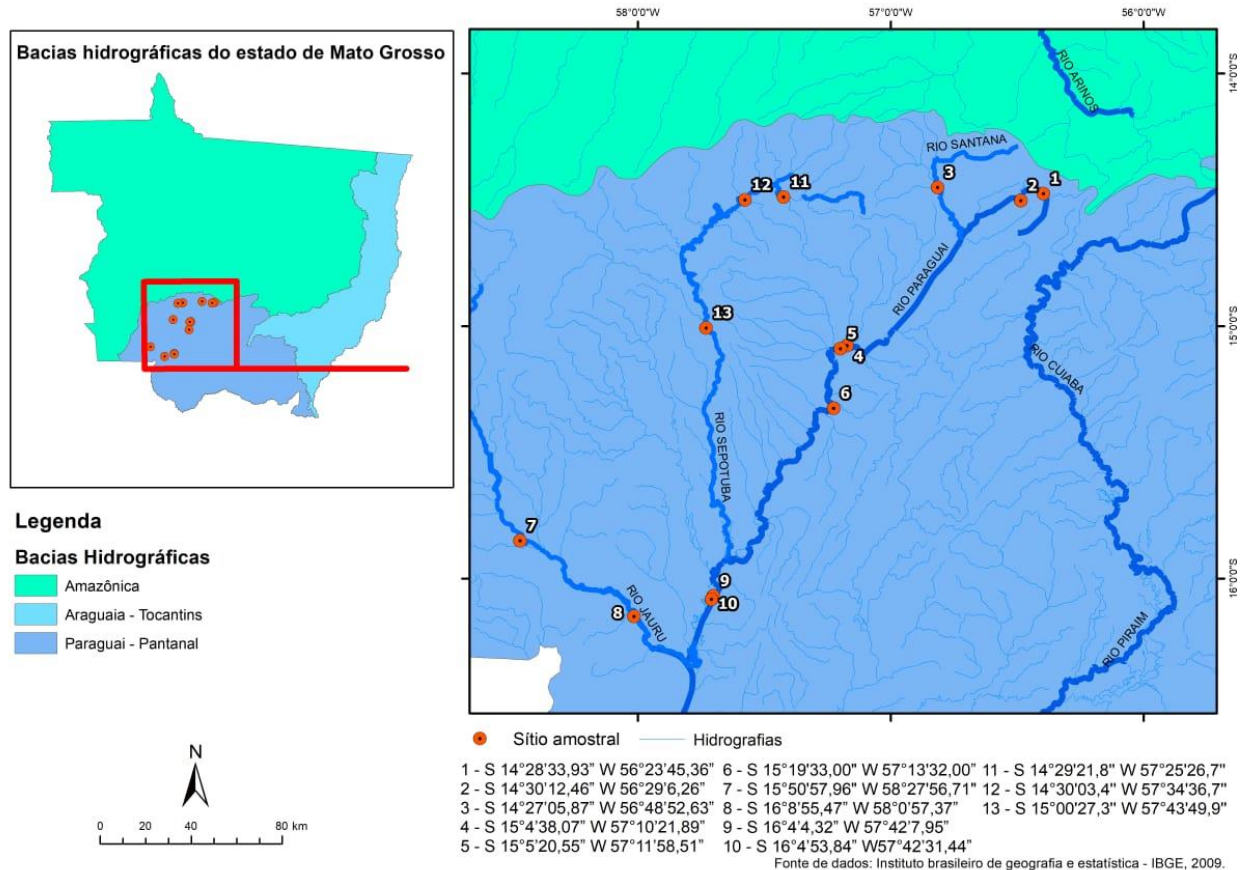 Bacias hidrográficas do estado de Mato Grosso
58°0'0"W
57°0'0"W
56°0'0"W
14°0'0"S
15°0'0"S
16°0'0"S
RIO ARINOS
RIO SANTANA
3
2
1
12
11
RIO PARAGUAI
13
5
4
6
RIO CUIABA
RIO SEPOTUBA
7
8
RIO JAURU
9
10
RIO PIRAIM
Legenda
Bacias Hidrográficas
Amazônica
Araguaia - Tocantins
Paraguai - Pantanal
N
0 20 40 60 80 km
Sítio amostral
Hidrografias
1 - S 14°28'33,93" W 56°23'45,36" 6 - S 15°19'33,00" W 57°13'32,00" 11 - S 14°29'21,8" W 57°25'26,7"
2 - S 14°30'12,46" W 56°29'6,26" 7 - S 15°50'57,96" W 58°27'56,71" 12 - S 14°30'03,4" W 57°34'36,7"
3 - S 14°27'05,87" W 56°48'52,63" 8 - S 16°8'55,47" W 58°0'57,37" 13 - S 15°00'27,3" W 57°43'49,9"
4 - S 15°4'38,07" W 57°10'21,89" 9 - S 16°4'4,32" W 57°42'7,95"
5 - S 15°5'20,55" W 57°11'58,51" 10 - S 16°4'53,84" W57°42'31,44"
Fonte de dados: Instituto brasileiro de geografia e estatística - IBGE, 2009.